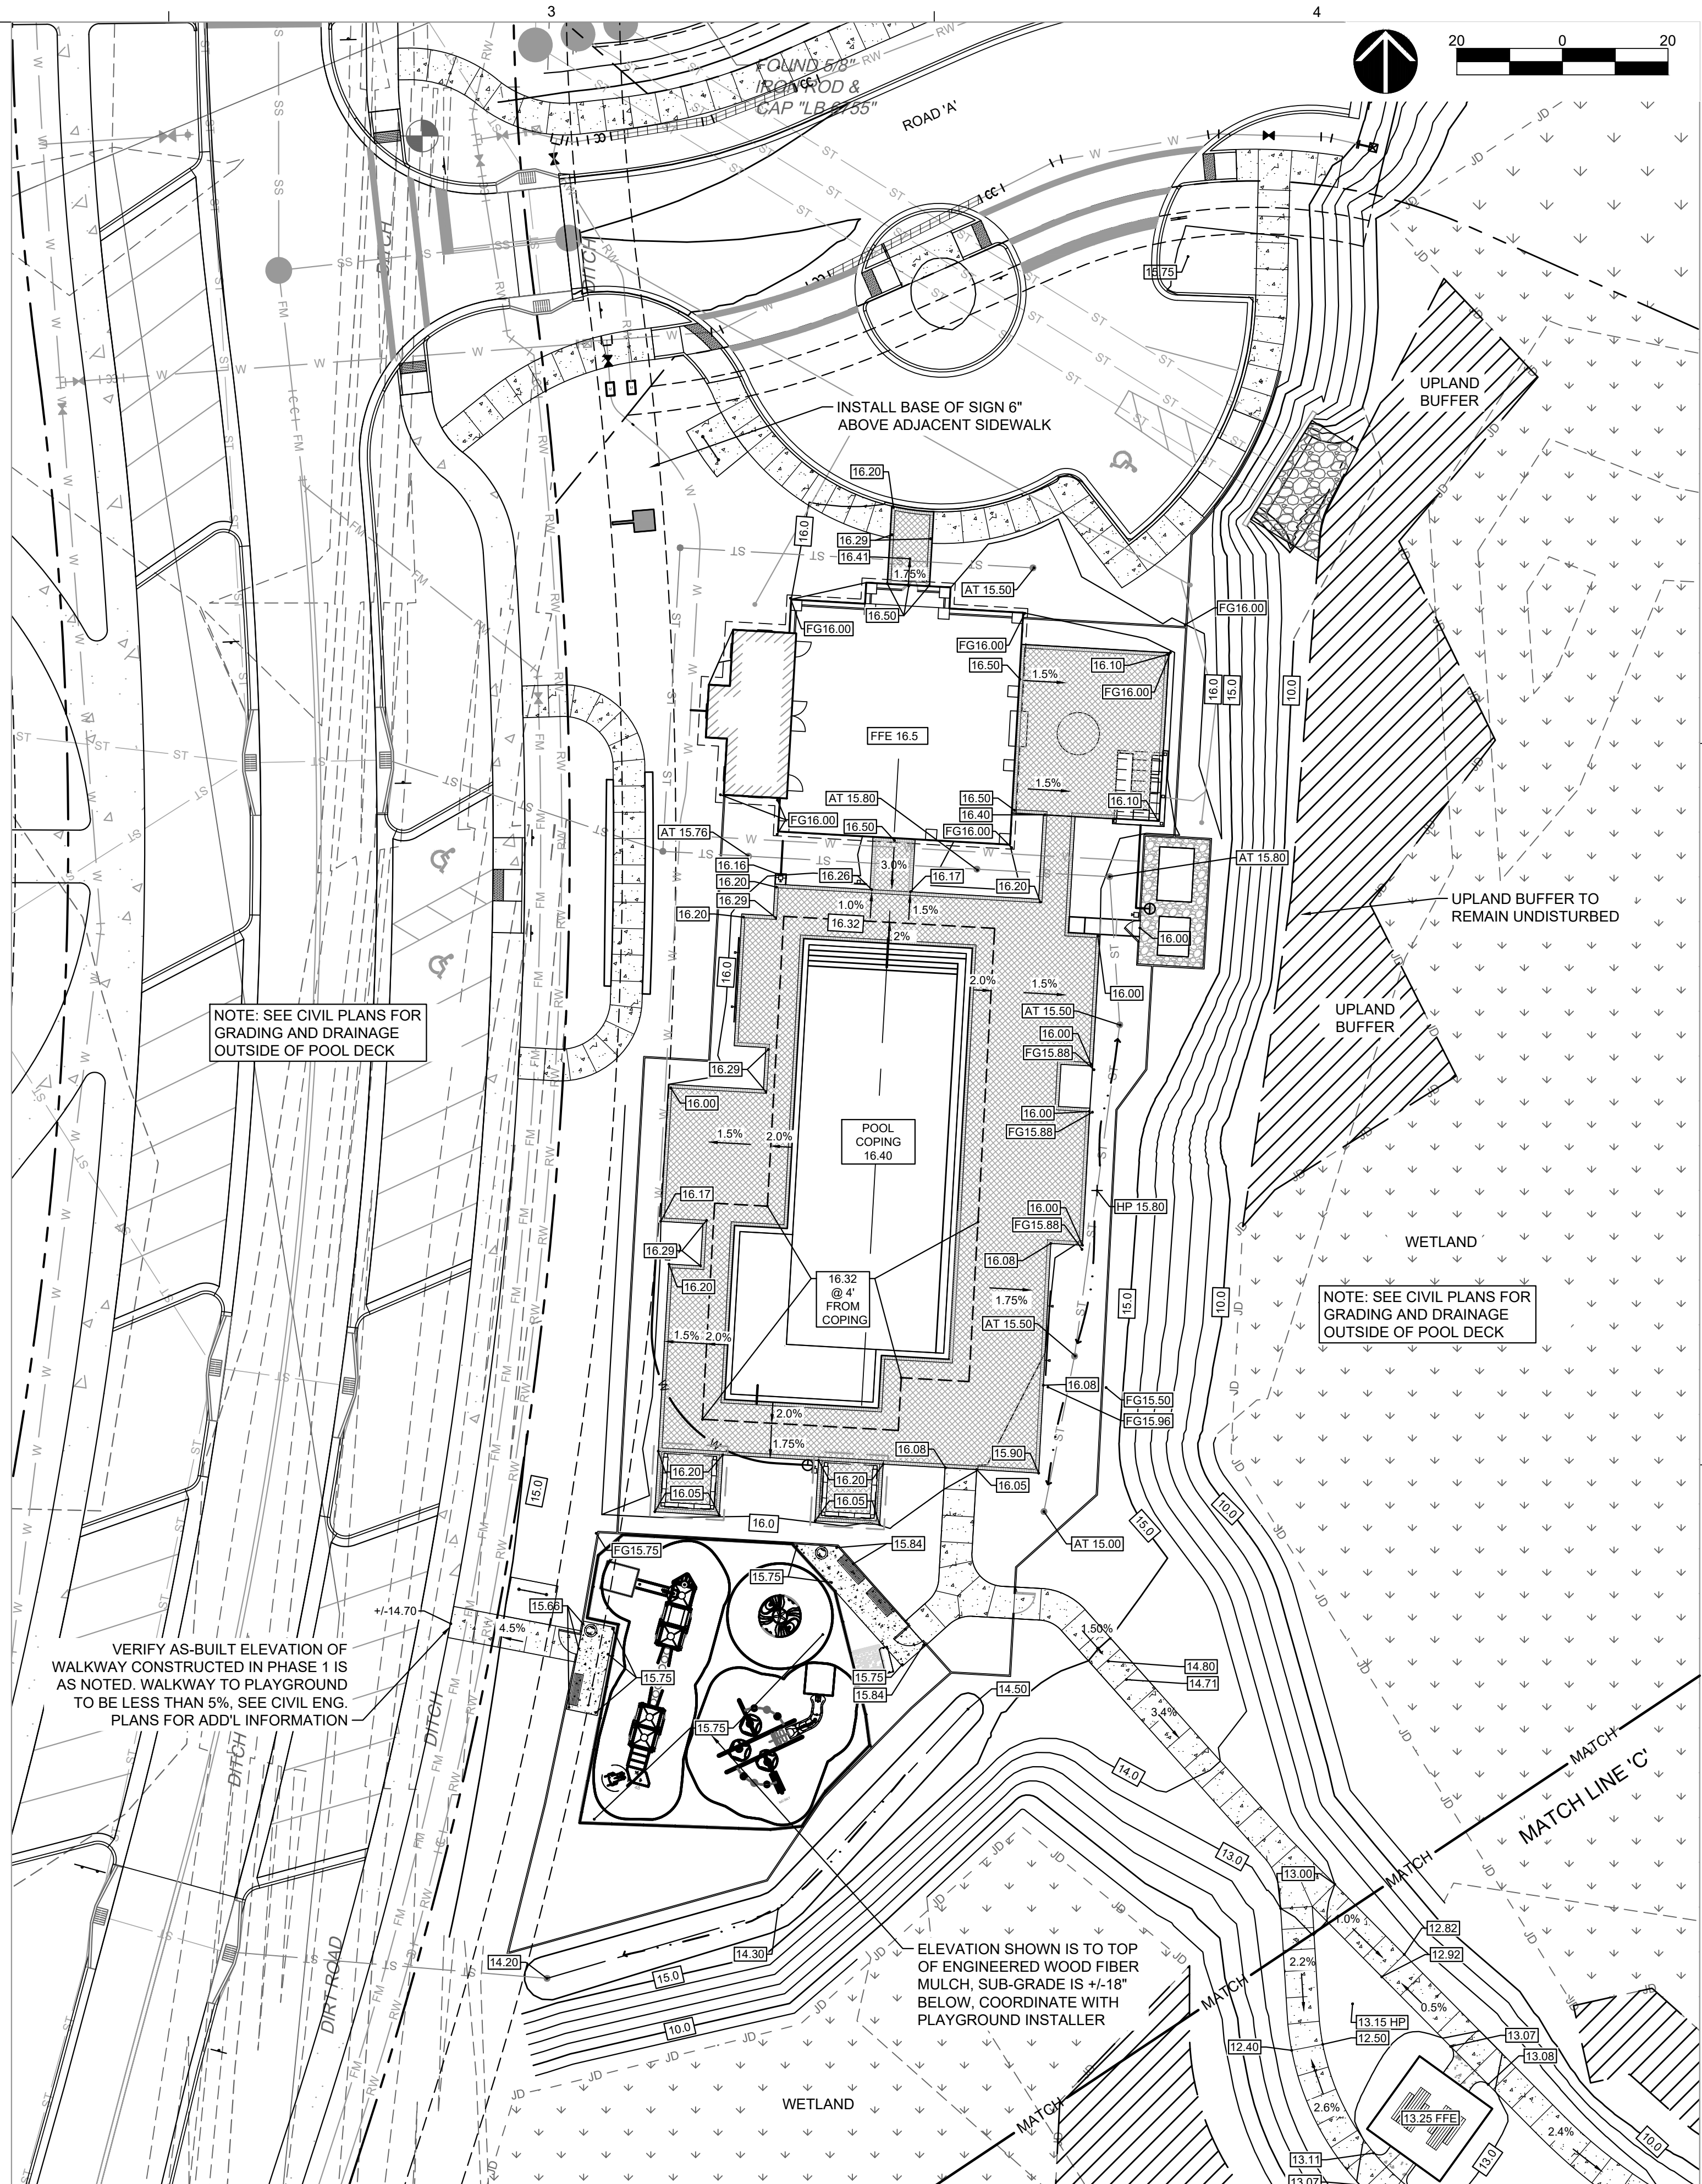 3
4
20 0 20
FOUND 5/8"
IRON ROD &
CAP "LB 6755"
ROAD 'A'
DITCH
DITCH
15.75
UPLAND
BUFFER
INSTALL BASE OF SIGN 6"
ABOVE ADJACENT SIDEWALK
16.20
16.0
16.29
16.41
1.75%
AT 15.50
16.50
FG16.00
FG16.00
FG16.00
16.50
1.5%
16.10
FG16.00
16.0
15.0
10.0
FFE 16.5
1.5%
AT 15.80
16.50
16.40
16.10
FG16.00
16.50
FG16.00
AT 15.76
AT 15.80
16.16
3.0%
16.26
16.17
16.20
16.20
16.29
1.0%
1.5%
16.20
16.32
2%
16.00
UPLAND BUFFER TO
REMAIN UNDISTURBED
16.0
2.0%
1.5%
16.00
AT 15.50
NOTE: SEE CIVIL PLANS FOR
GRADING AND DRAINAGE
OUTSIDE OF POOL DECK
16.00
FG15.88
UPLAND
BUFFER
16.29
16.00
16.00
FG15.88
1.5%
2.0%
POOL
COPING
16.40
16.17
16.00
HP 15.80
FG15.88
16.29
16.08
WETLAND
16.20
16.32
@ 4'
FROM
COPING
1.75%
15.0
10.0
NOTE: SEE CIVIL PLANS FOR
GRADING AND DRAINAGE
OUTSIDE OF POOL DECK
AT 15.50
1.5%
2.0%
16.08
FG15.50
FG15.96
2.0%
1.75%
16.08
15.90
16.20
16.20
16.05
16.05
16.05
15.0
10.0
16.0
15.0
15.84
AT 15.00
FG15.75
15.75
+/-14.70
15.66
4.5%
1.50%
VERIFY AS-BUILT ELEVATION OF
WALKWAY CONSTRUCTED IN PHASE 1 IS
AS NOTED. WALKWAY TO PLAYGROUND
TO BE LESS THAN 5%, SEE CIVIL ENG.
PLANS FOR ADD'L INFORMATION
15.75
15.75
15.84
14.80
14.71
14.50
3.4%
15.75
DITCH
DITCH
14.0
MATCH
MATCH LINE 'C'
13.0
13.00
MATCH
1.0%
12.82
12.92
DIRT ROAD
14.20
14.30
15.0
10.0
ELEVATION SHOWN IS TO TOP
OF ENGINEERED WOOD FIBER
MULCH, SUB-GRADE IS +/-18"
BELOW, COORDINATE WITH
PLAYGROUND INSTALLER
2.2%
MATCH
0.5%
13.15 HP
12.50
13.07
12.40
13.08
WETLAND
MATCH
2.6%
13.25 FFE
2.4%
10.0
13.11
13.0
13.07